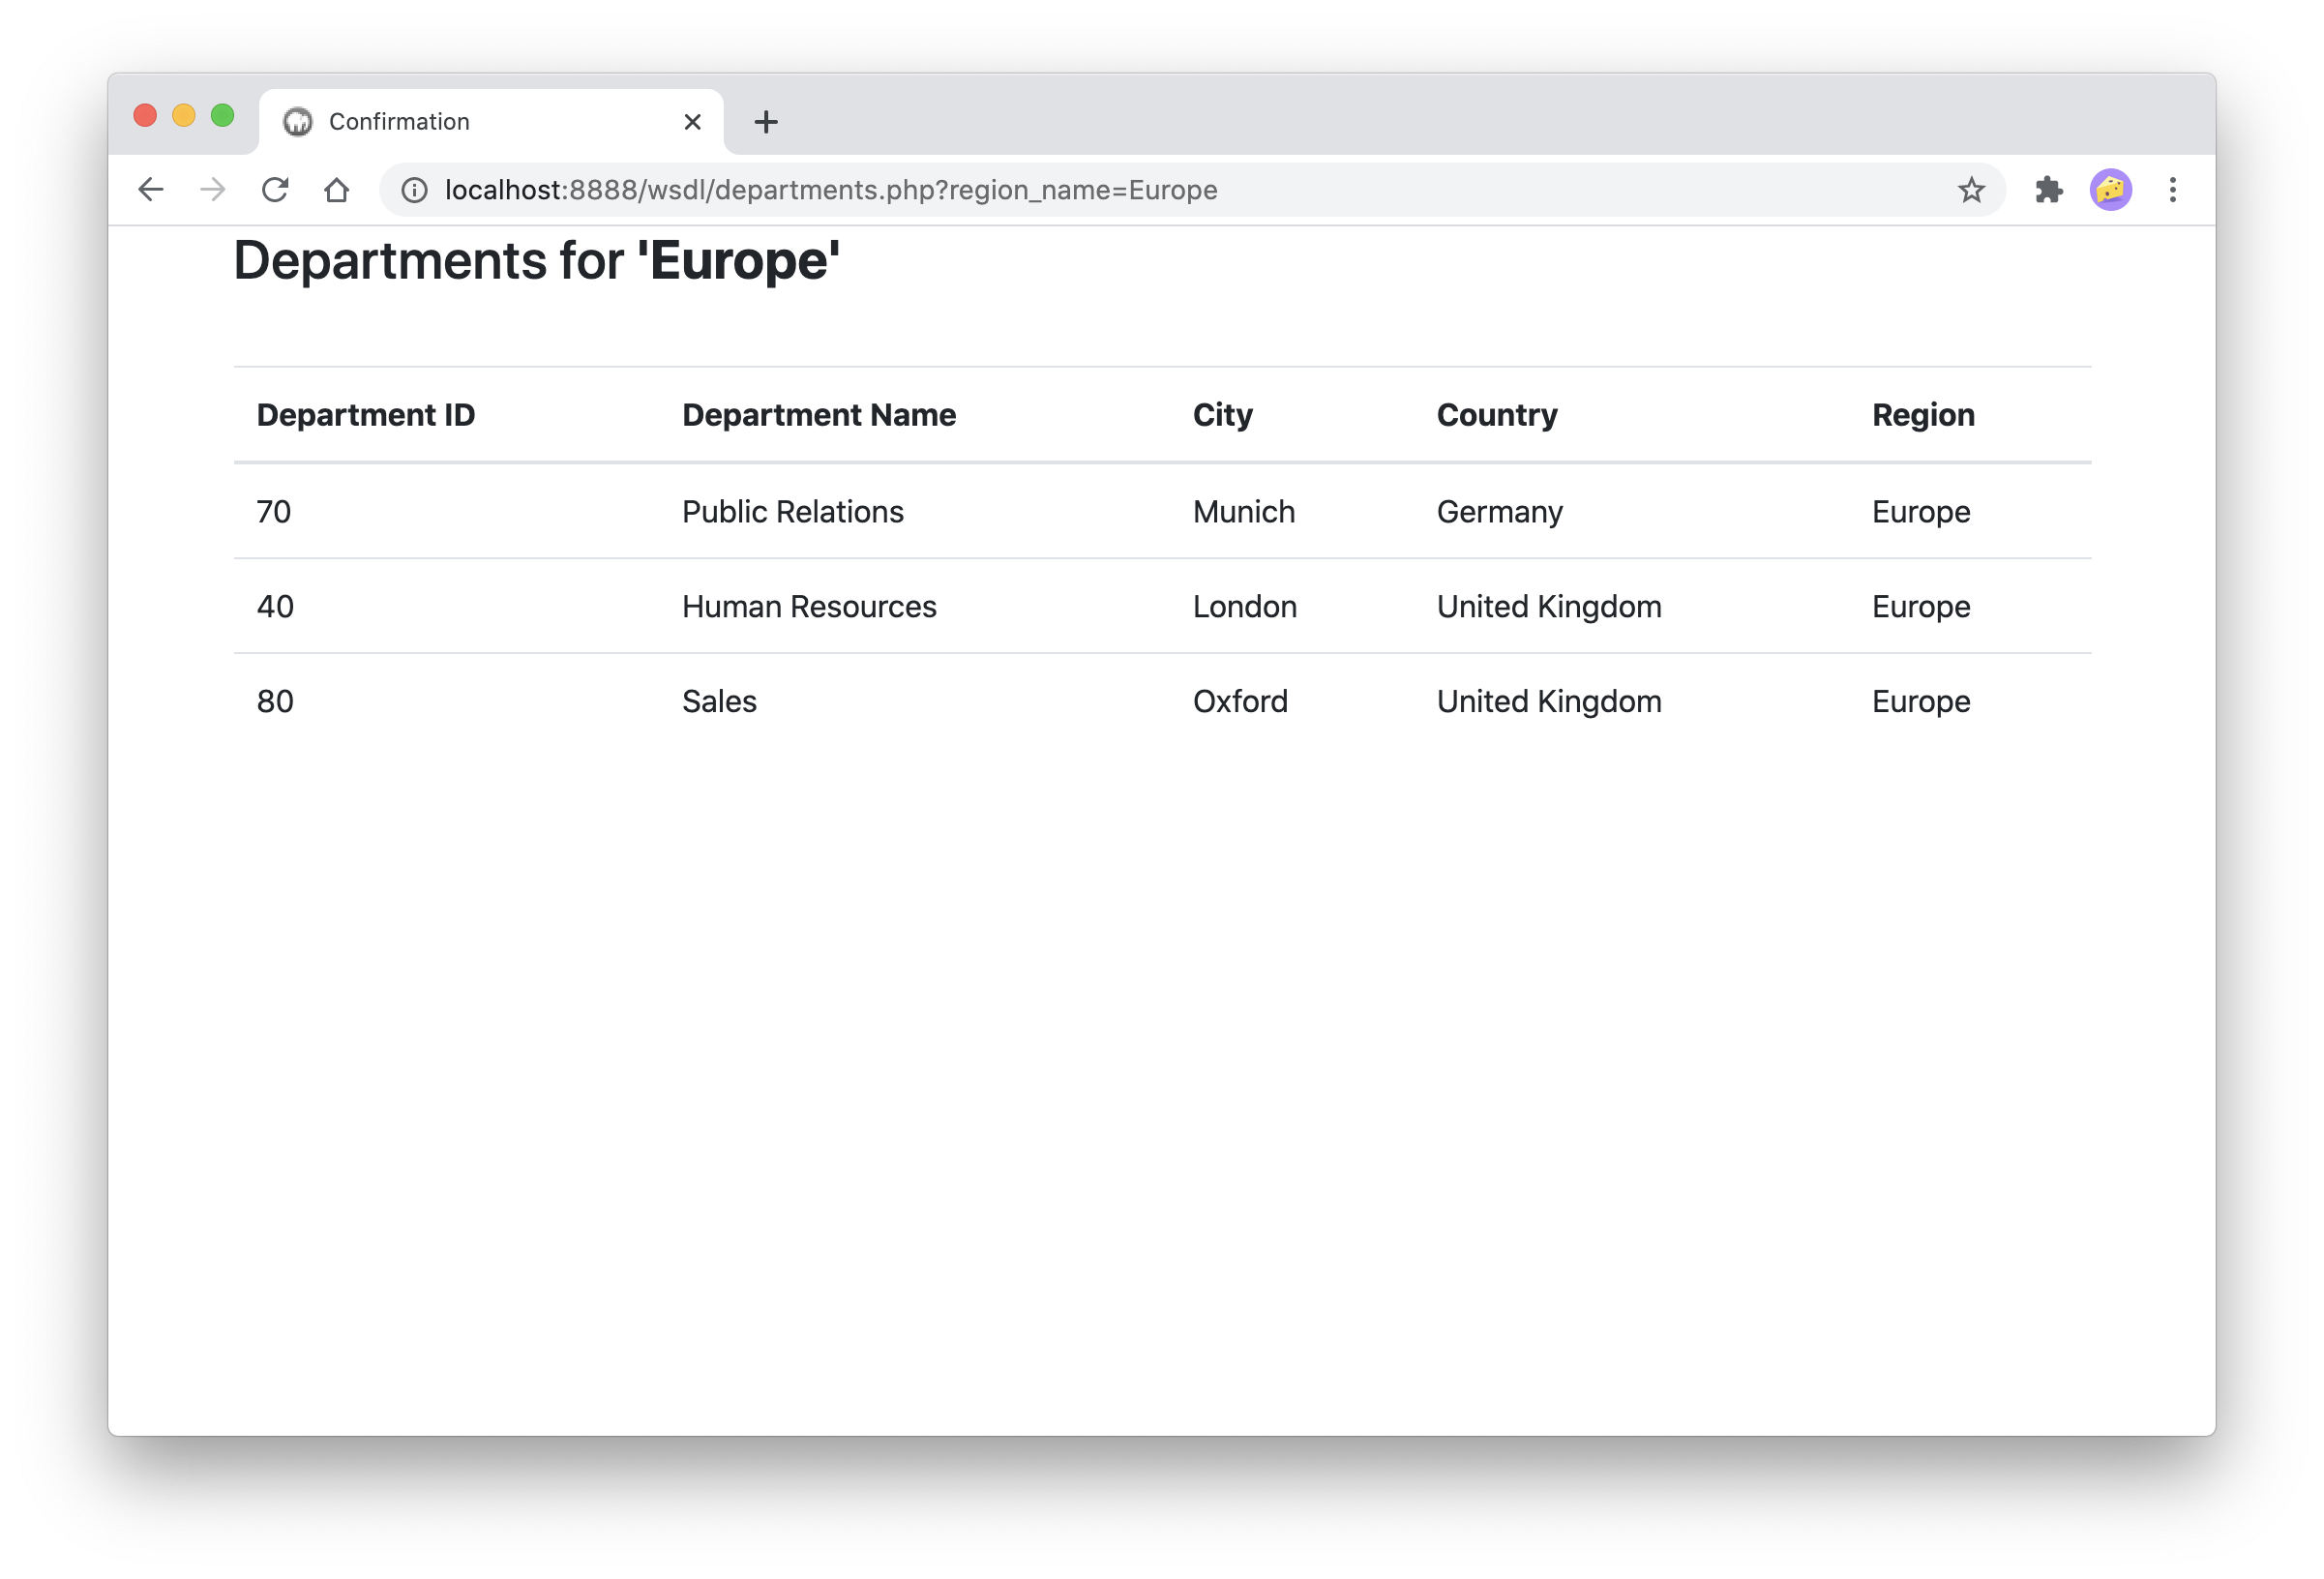 Confirmation
localhost:8888/wsdl/departments.php?region_name=Europe
Departments for 'Europe'
Department ID Department Name City Country Region
70 Public Relations Munich Germany Europe
40 Human Resources London United Kingdom Europe
80 Sales Oxford United Kingdom Europe